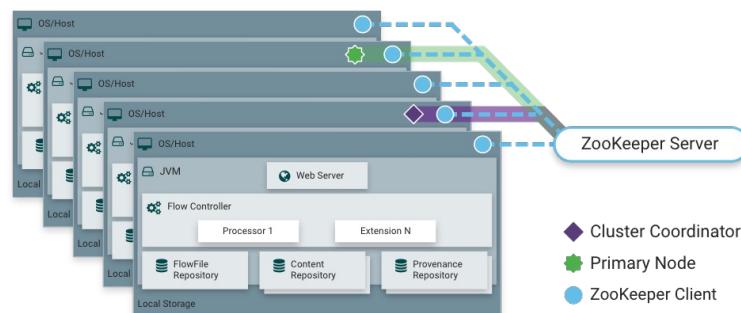 OS/Host
OS/Host
OS/Host
OS/Host
OS/Host
JVM
Web Server
Flow Controller
Processor 1
Extension N
FlowFile
Repository
Content
Repository
Provenance
Repository
Local
Local
Local
Local
Local Storage
ZooKeeper Server
Cluster Coordinator
Primary Node
ZooKeeper Client